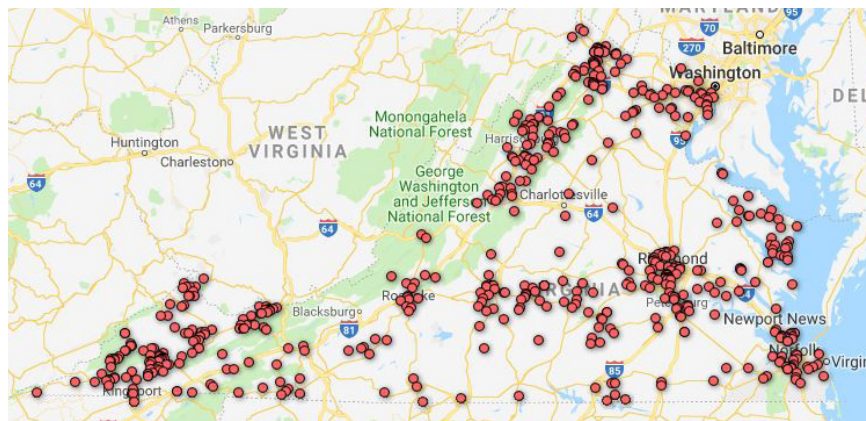 MARYLAND
95
Athens
Parkersburg
70
Baltimore
270
Washington
DEL
Monongahela
National Forest
Huntington
WEST
VIRGINIA
Charleston
95
64
George
Washington
and Jefferson
National Forest
Charlottesville
64
64
Richmond
VIRGINIA
Roanoke
Blacksburg
Petersburg
81
Newport News
Norfolk
Virgin
85
Kingsport